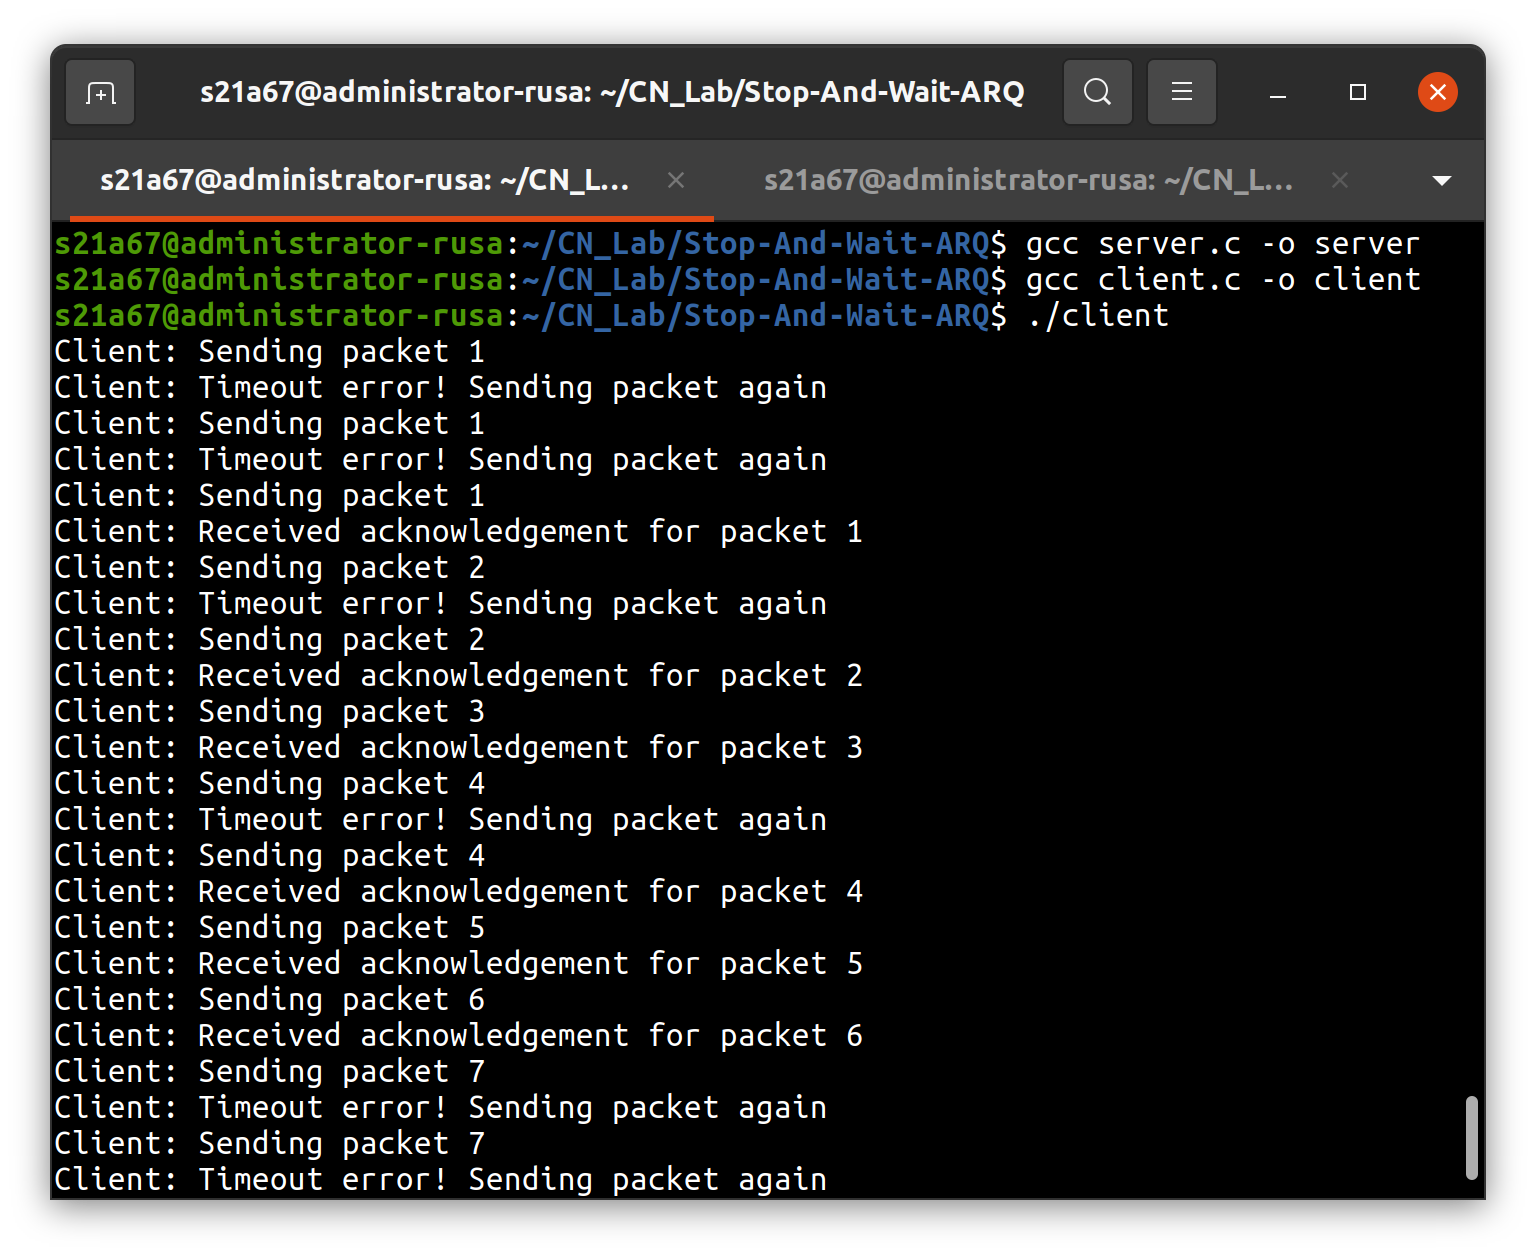 s21a67@administrator-rusa: ~/CN_Lab/Stop-And-Wait-ARQ
s21a67@administrator-rusa: ~/CN_L... s21a67@administrator-rusa: ~/CN_L...
s21a67@administrator-rusa:~/CN_Lab/Stop-And-Wait-ARQ$ gcc server.c -o server
s21a67@administrator-rusa:~/CN_Lab/Stop-And-Wait-ARQ$ gcc client.c -o client
s21a67@administrator-rusa:~/CN_Lab/Stop-And-Wait-ARQ$ ./client
Client: Sending packet 1
Client: Timeout error! Sending packet again
Client: Sending packet 1
Client: Timeout error! Sending packet again
Client: Sending packet 1
Client: Received acknowledgement for packet 1
Client: Sending packet 2
Client: Timeout error! Sending packet again
Client: Sending packet 2
Client: Received acknowledgement for packet 2
Client: Sending packet 3
Client: Received acknowledgement for packet 3
Client: Sending packet 4
Client: Timeout error! Sending packet again
Client: Sending packet 4
Client: Received acknowledgement for packet 4
Client: Sending packet 5
Client: Received acknowledgement for packet 5
Client: Sending packet 6
Client: Received acknowledgement for packet 6
Client: Sending packet 7
Client: Timeout error! Sending packet again
Client: Sending packet 7
Client: Timeout error! Sending packet again